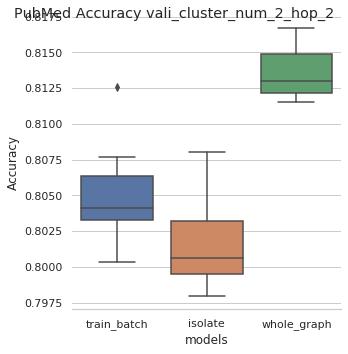 PubMed Accuracy vali_cluster_num_2_hop_2
0.8175
0.8150
0.8125
0.8100
0.8075
0.8050
0.8025
0.8000
0.7975
Accuracy
train_batch isolate whole_graph
models